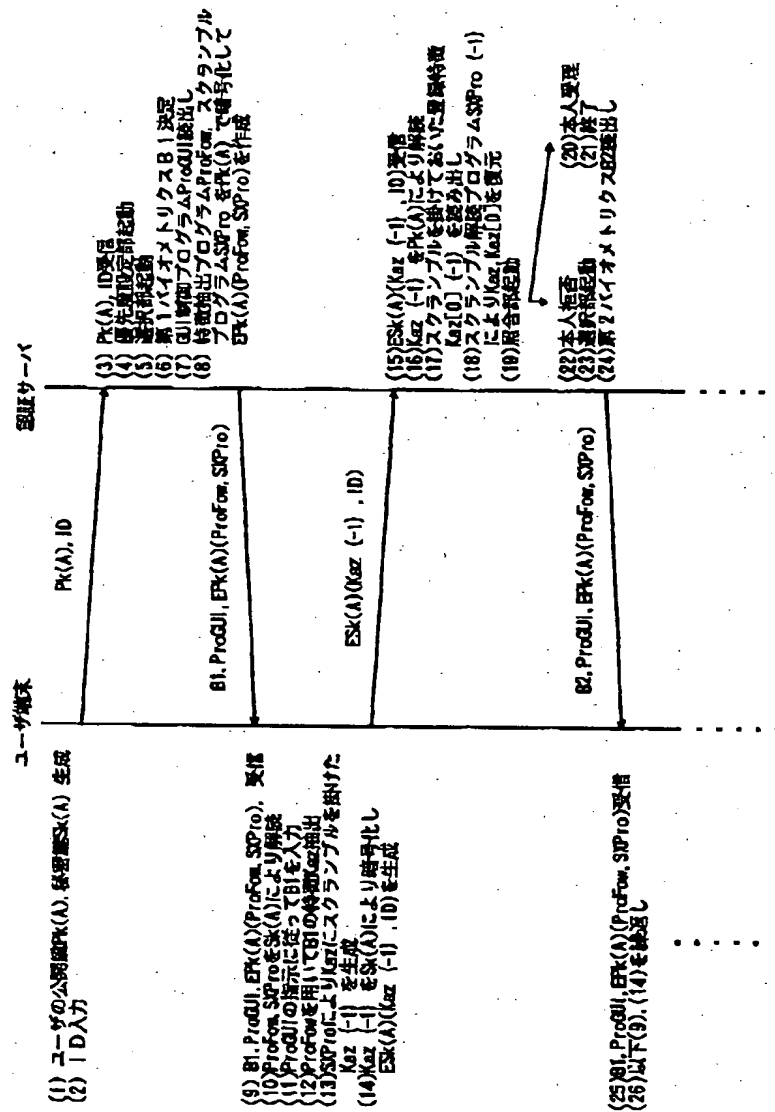 ユーザ端末
認証サーバ
(1) ユーザの公開鍵Pk(A),秘密鍵Sk(A) 生成
(2) ID入力
Pk(A), ID
(3) Pk(A), ID受信
(4) 優先度設定部起動
(5) 選択部起動
(6) 第1バイオメトリクスB1決定
(7) GUI制御プログラムProGUI読出し
(8) 特徴抽出プログラムProFow, スクランブル
プログラムSXPro をPk(A) で暗号化して
EPk(A)(ProFow,SXPro)を作成
B1,ProGUI,EPk(A)(ProFow,SXPro)
(9) B1,ProGUI,EPk(A)(ProFow,SXPro), 受信
(10)ProFow,SXProをSk(A)により解読
(11)ProGUIの指示に従ってB1を入力
(12)ProFowを用いてB1の特徴Kaz抽出
(13)SXProによりKazにスクランブルを掛けた
Kaz {-1} を生成
(14)Kaz {-1} をSk(A)により暗号化し
ESk(A)(Kaz {-1} ,ID)を生成
ESk(A)(Kaz {-1} ,ID)
(15)ESk(A)(Kaz {-1} ,ID)受信
(16)Kaz {-1} をPk(A)により解読
(17)スクランブルを掛けておいた登録特徴
Kaz[0] {-1} を読み出し
(18)スクランブル解読プログラムSXPro {-1}
によりKaz,Kaz[0]を復元
(19)照合部起動
(20)本人受理
(21)終了
(22)本人拒否
(23)選択部起動
(24)第2バイオメトリクスB2読出し
B2,ProGUI,EPk(A)(ProFow,SXPro)
(25)B1,ProGUI,EPk(A)(ProFow,SXPro)受信
(26)以下(9),(14)を繰返し